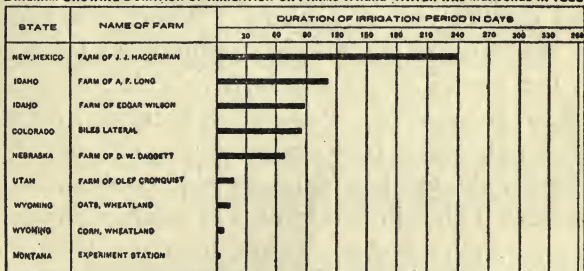 STATE NAME OF FARM DURATION OF IRRIGATION PERIOD IN DAYS
30 60 90 120 150 180 210 240 270 300 330 360
NEW MEXICO FARM OF J. J. HAGGERMAN
IDAHO FARM OF A. F. LONG
IDAHO FARM OF EDGAR WILSON
COLORADO BILES LATERAL
NEBRASKA FARM OF D. W. DAGGETT
UTAH FARM OF OLEF CRONQUIST
WYOMING OATS, WHEATLAND
WYOMING CORN, WHEATLAND
MONTANA EXPERIMENT STATION